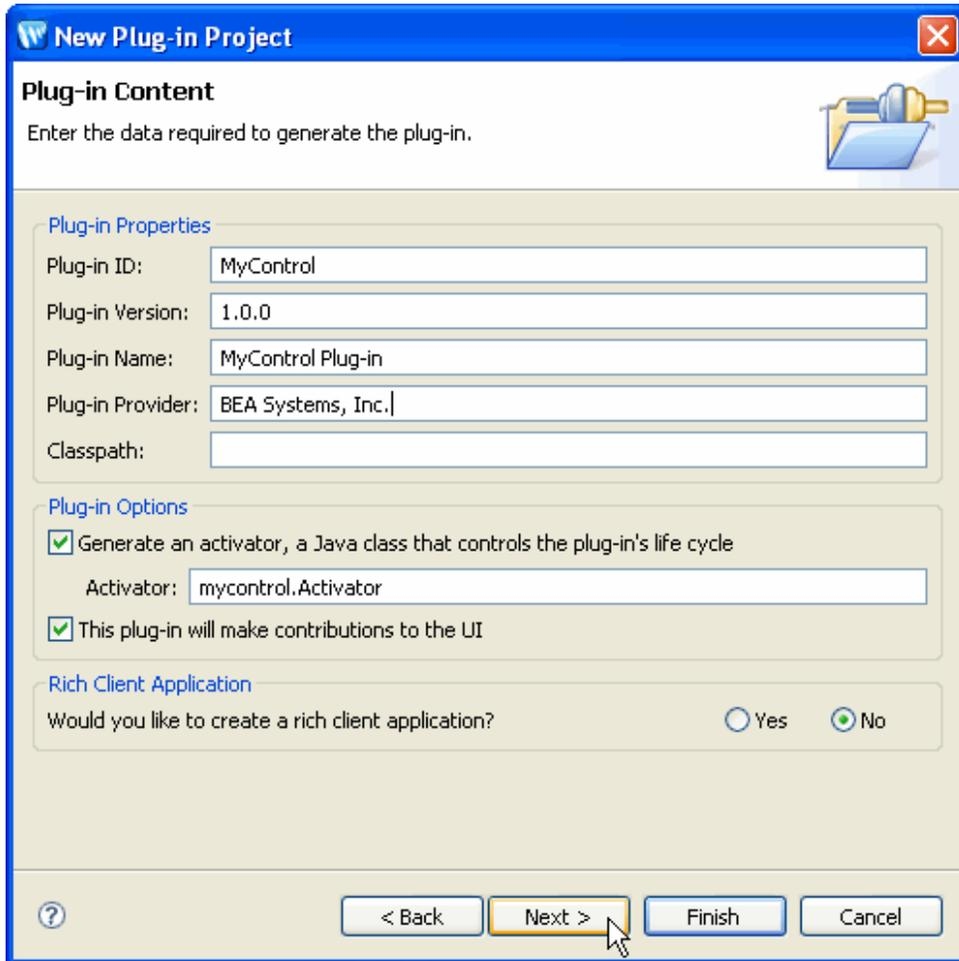 New Plug-in Project
Plug-in Content
Enter the data required to generate the plug-in.
Plug-in Properties
Plug-in ID: MyControl
Plug-in Version: 1.0.0
Plug-in Name: MyControl Plug-in
Plug-in Provider: BEA Systems, Inc.
Classpath:
Plug-in Options
Generate an activator, a Java class that controls the plug-in's life cycle
Activator: mycontrol.Activator
This plug-in will make contributions to the UI
Rich Client Application
Would you like to create a rich client application? Yes No
? < Back Next > Finish Cancel